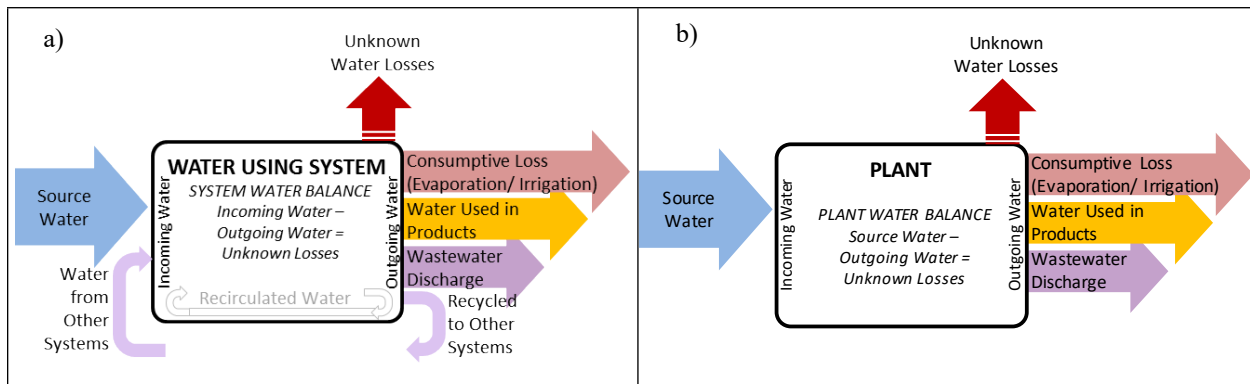 a)
Unknown
Water Losses
Source
Water
Incoming Water
WATER USING SYSTEM
SYSTEM WATER BALANCE
Incoming Water –
Outgoing Water =
Unknown Losses
Recirculated Water
Outgoing Water
Consumptive Loss
(Evaporation/ Irrigation)
Water Used in
Products
Wastewater
Discharge
Water
from
Other
Systems
Recycled
to Other
Systems
b)
Unknown
Water Losses
Source
Water
Incoming Water
PLANT
PLANT WATER BALANCE
Source Water –
Outgoing Water =
Unknown Losses
Outgoing Water
Consumptive Loss
(Evaporation/ Irrigation)
Water Used in
Products
Wastewater
Discharge